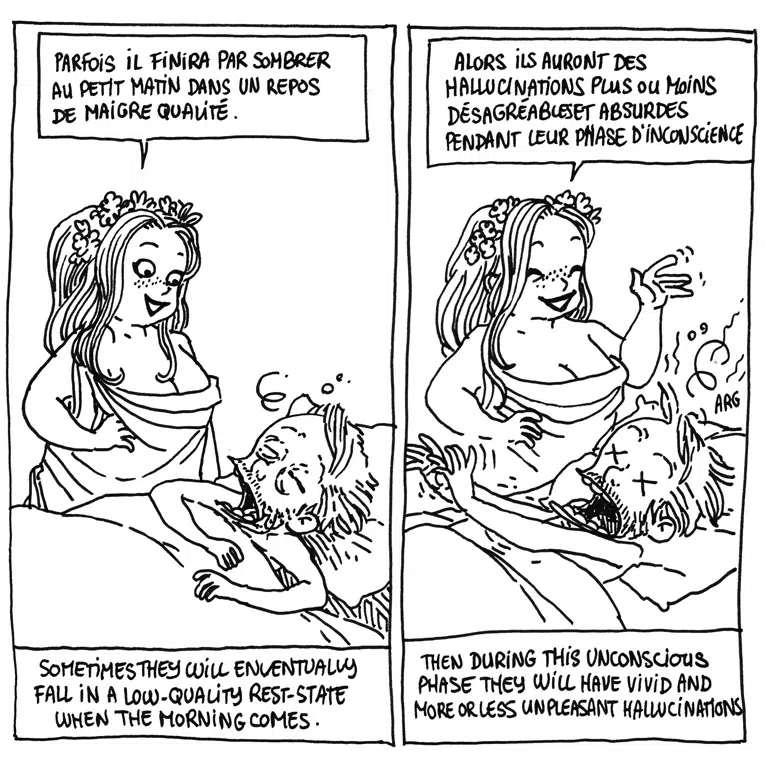 PARFOIS IL FINIRA PAR SOMBRER
AU PETIT MATIN DANS UN REPOS
DE MAIGRE QUALITÉ.
SOMETIMES THEY WILL ENVENTUALLY
FALL IN A LOW-QUALITY REST-STATE
WHEN THE MORNING COMES.
ALORS ILS AURONT DES
HALLUCINATIONS PLUS OU MOINS
DÉSAGRÉABLES ET ABSURDES
PENDANT LEUR PHASE D'INCONSCIENCE
ARG
THEN DURING THIS UNCONSCIOUS
PHASE THEY WILL HAVE VIVID AND
MORE OR LESS UNPLEASANT HALLUCINATIONS